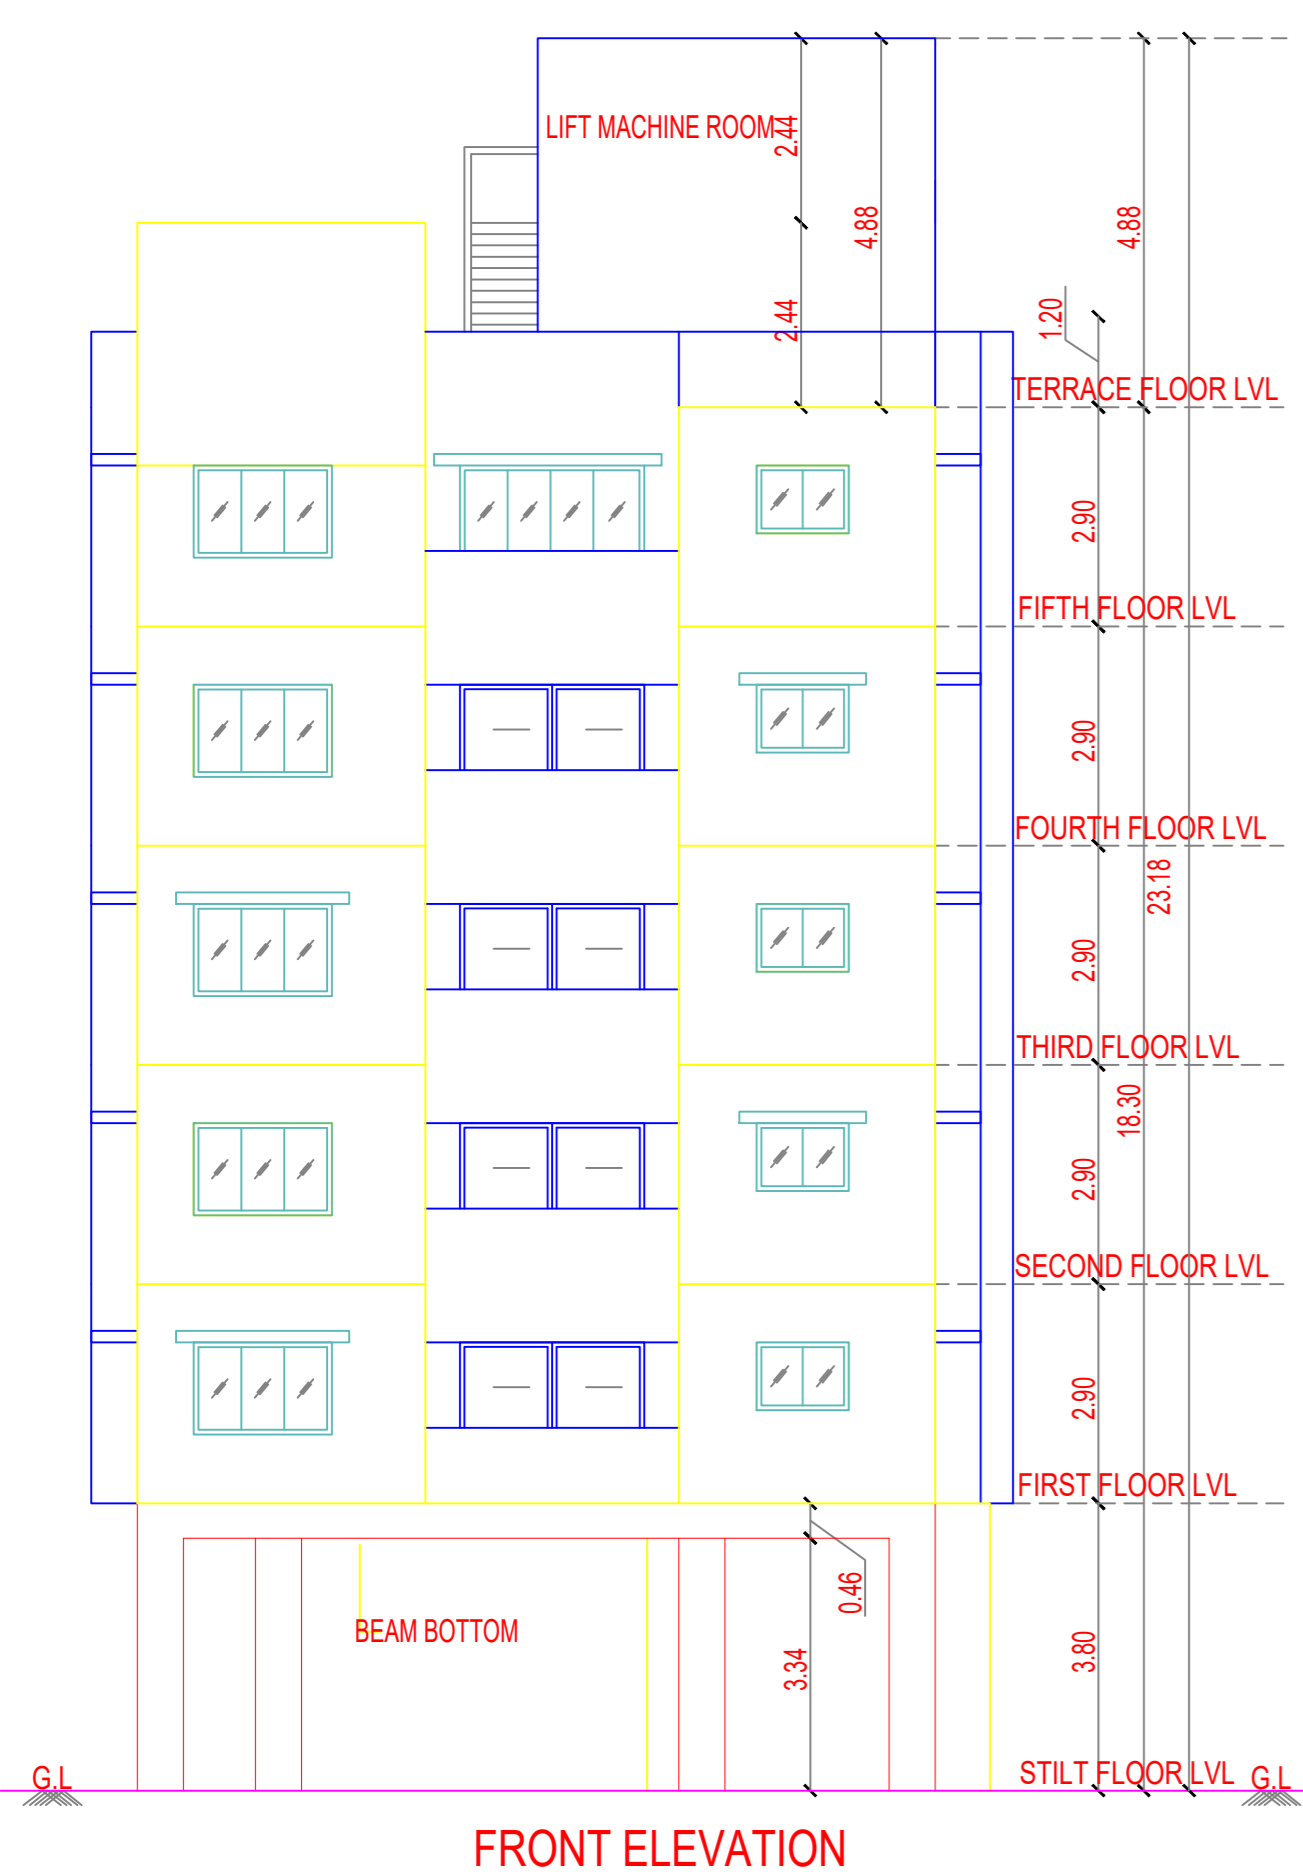 LIFT MACHINE ROOM
2.44
4.88
4.88
1.20
2.44
TERRACE FLOOR LVL
2.90
FIFTH FLOOR LVL
2.90
FOURTH FLOOR LVL
23.18
2.90
THIRD FLOOR LVL
18.30
2.90
SECOND FLOOR LVL
2.90
FIRST FLOOR LVL
0.46
BEAM BOTTOM
3.34
3.80
G.L
STILT FLOOR LVL
G.L
FRONT ELEVATION